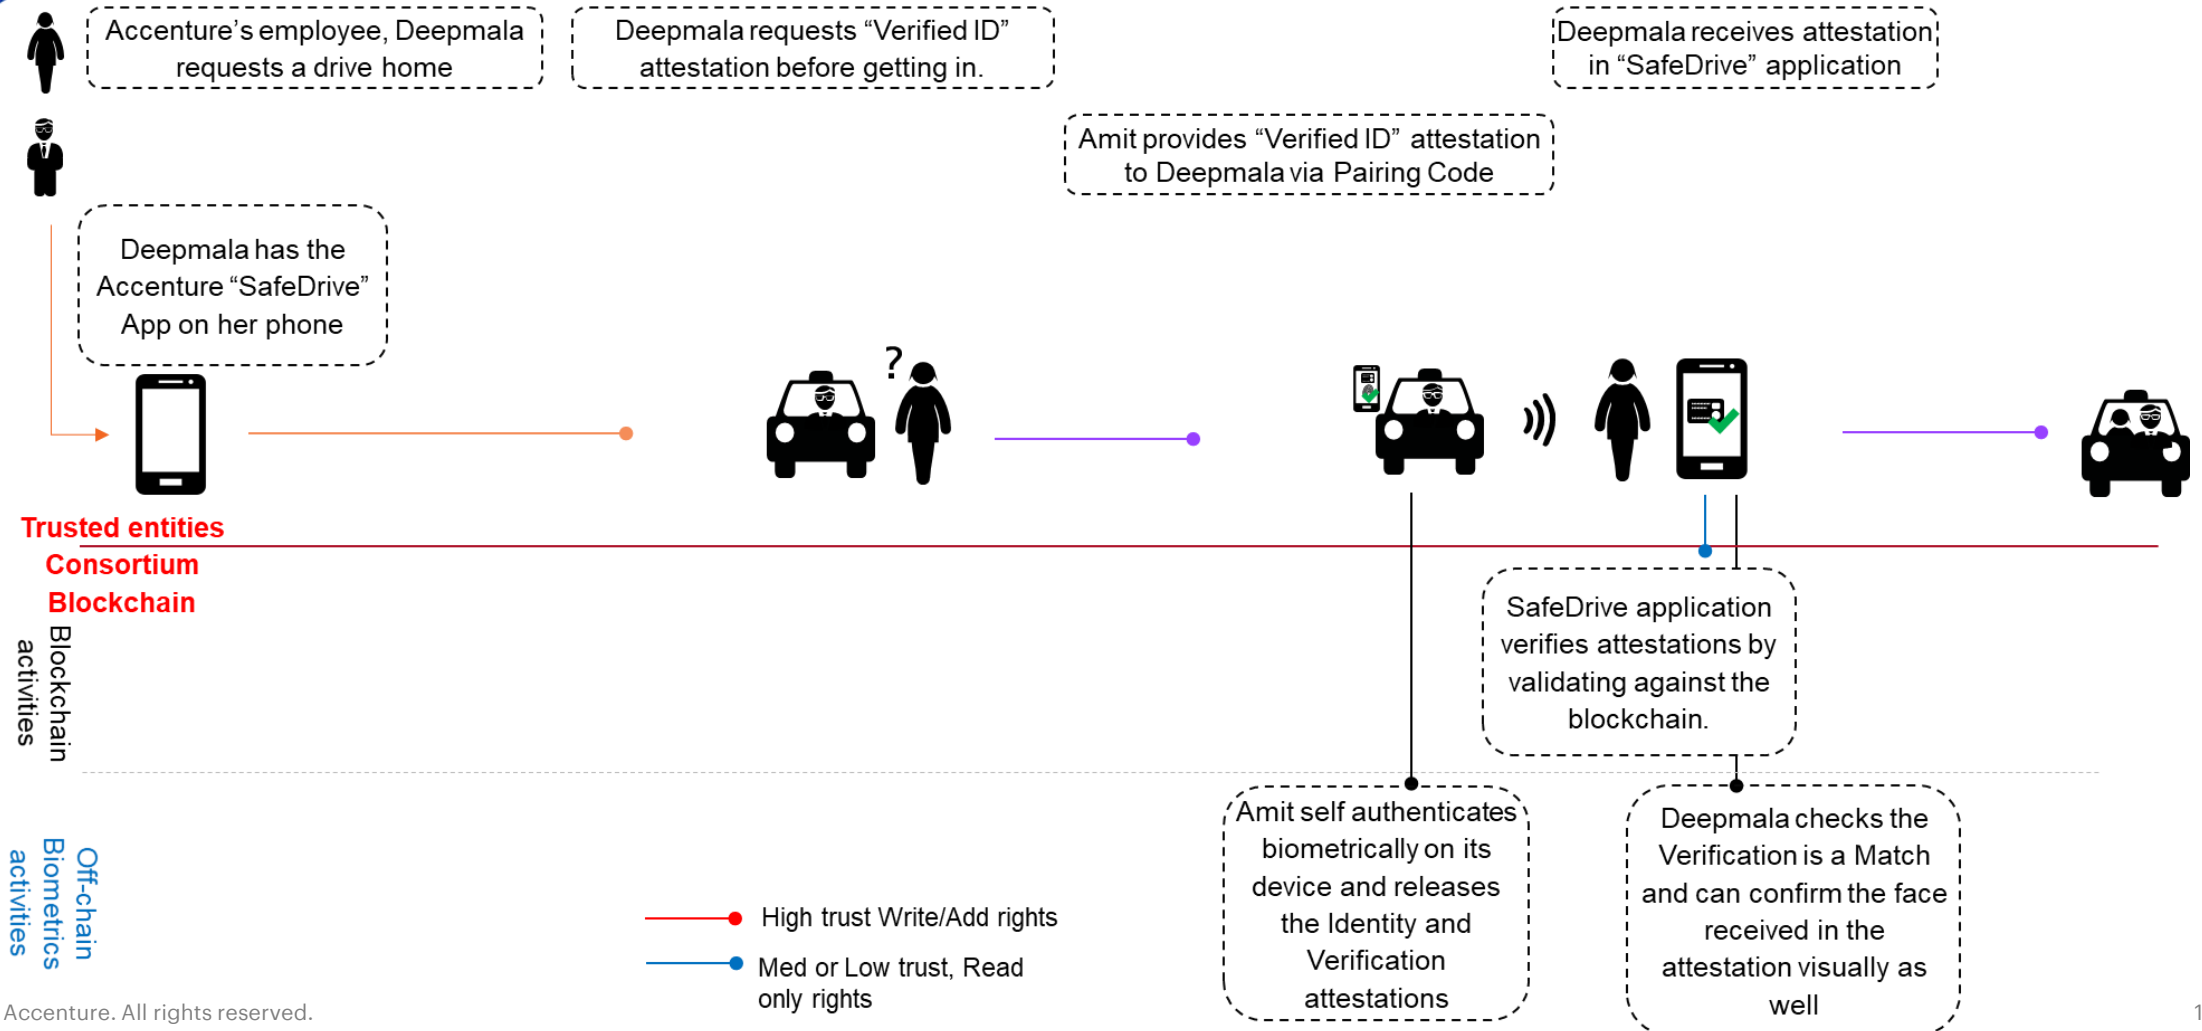 Accenture’s employee, Deepmala
requests a drive home
Deepmala requests “Verified ID”
attestation before getting in.
Deepmala receives attestation
in “SafeDrive” application
Amit provides “Verified ID” attestation
to Deepmala via Pairing Code
Deepmala has the
Accenture “SafeDrive”
App on her phone
?
Trusted entities
Consortium
Blockchain
Blockchain
activities
SafeDrive application
verifies attestations by
validating against the
blockchain.
Off-chain
Biometrics
activities
High trust Write/Add rights
Med or Low trust, Read
only rights
Amit self authenticates
biometrically on its
device and releases
the Identity and
Verification
attestations
Deepmala checks the
Verification is a Match
and can confirm the face
received in the
attestation visually as
well
Accenture. All rights reserved.
1